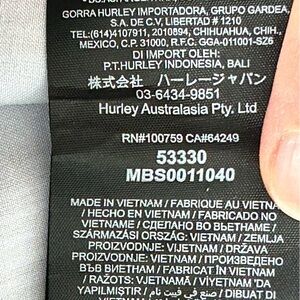 GORRA HURLEY IMPORTADORA, GRUPO GARDEA,
S.A DE C.V, LIBERTAD # 1210
TEL:(614)4107911, 2010894, CHIHUAHUA, CHIH.,
MEXICO, C.P. 31000, R.F.C. GGA-011001-SZ6
DI IMPORT OLEH:
P.T.HURLEY INDONESIA, BALI
株式会社 ハーレージャパン
03-6434-9851
Hurley Australasia Pty. Ltd
RN#100759 CA#64249
53330
MBS0011040
MADE IN VIETNAM / FABRIQUE AU VIETNAM
/ HECHO EN VIETNAM / FABRICADO NO
VIETNAME / СДЕЛАНО ВО ВЬЕТНАМЕ /
SZÁRMAZÁSI ORSZÁG: VIETNAM / ZEMLJA
PROIZVODNJE: VIJETNAM / DRŽAVA
PROIZVODNJE: VIETNAM / ПРОИЗВЕДЕНО
ВЪВ ВИЕТНАМ / FABRICAT ÎN VIETNAM /
RAŽOTS: VJETNAMĀ / VİYETNAM'DA
YAPILMIŞTIR / صنع في فيتنام / DIBUAT DI
VIETNAM